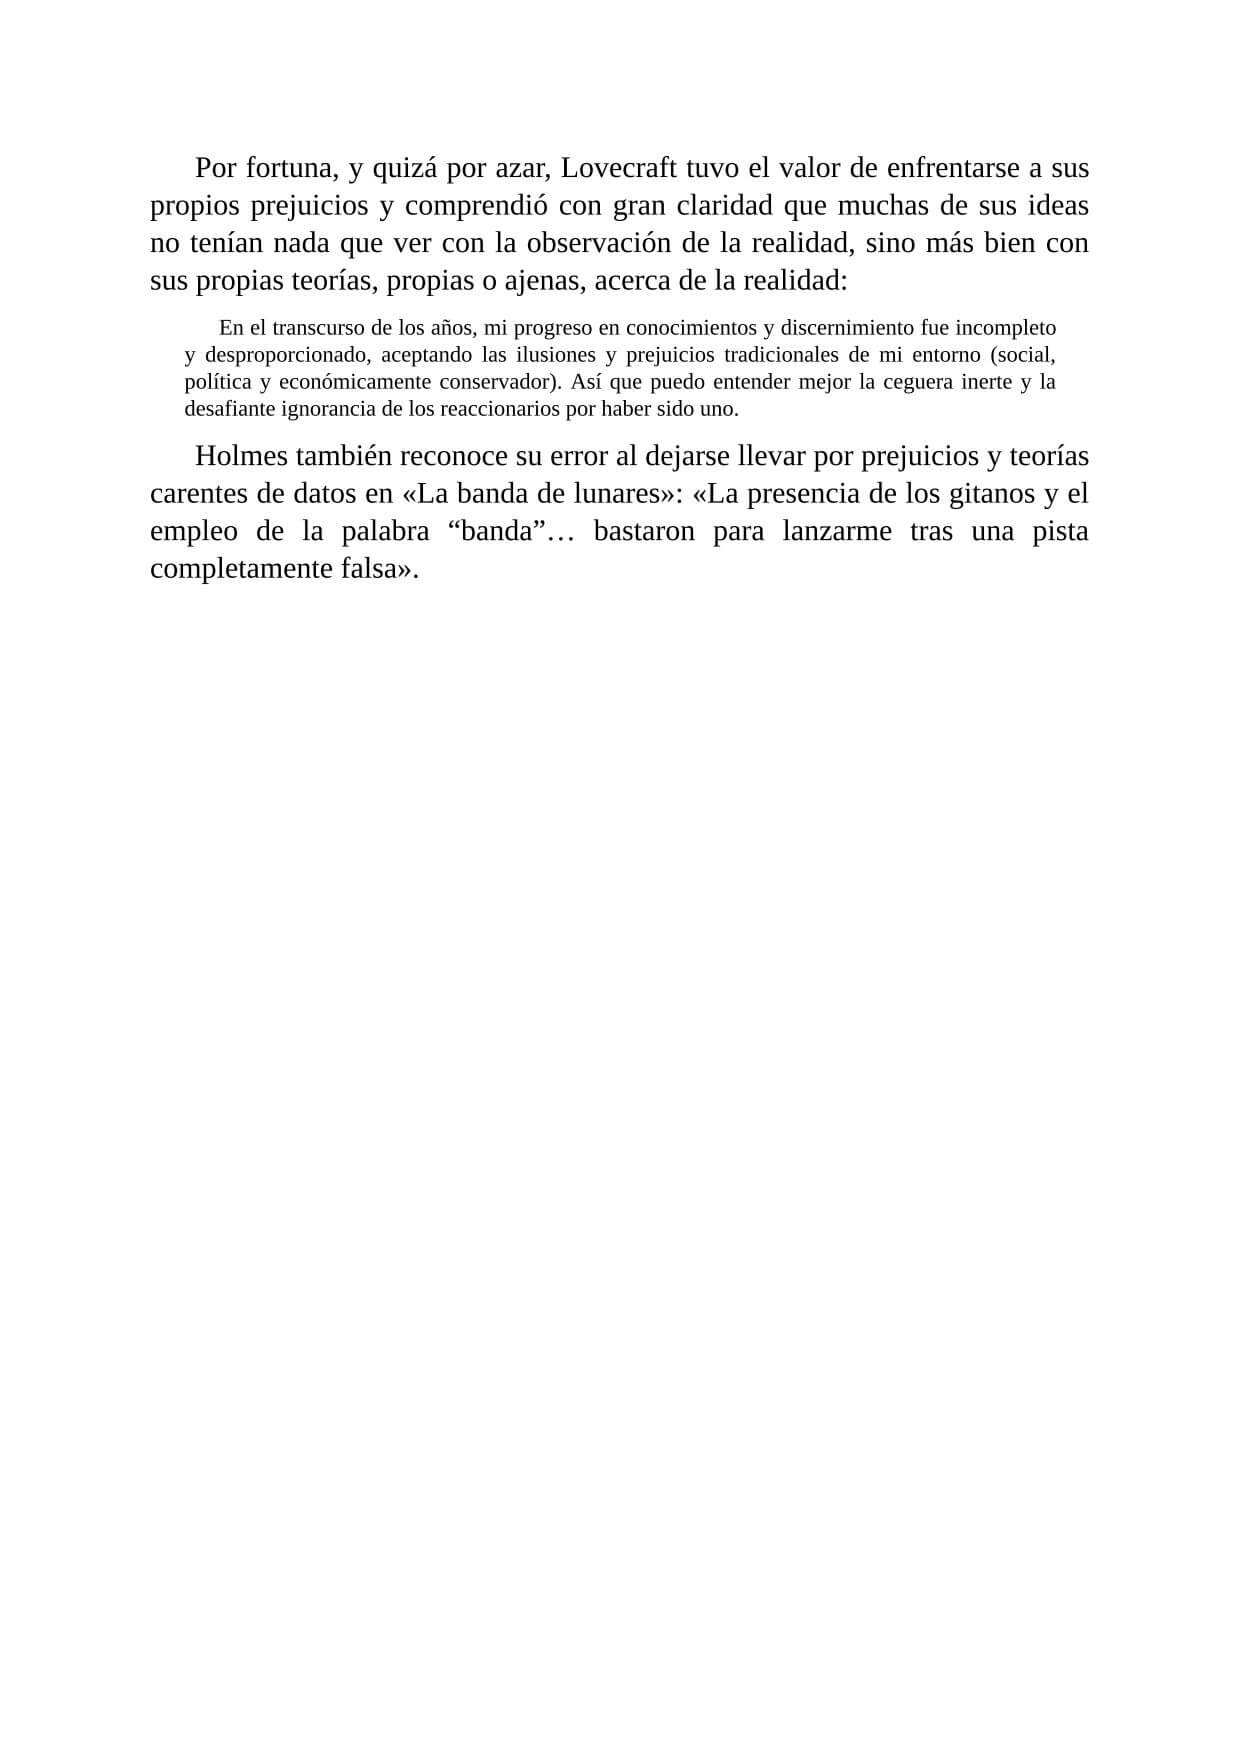 Por fortuna, y quizá por azar, Lovecraft tuvo el valor de enfrentarse a sus
propios prejuicios y comprendió con gran claridad que muchas de sus ideas
no tenían nada que ver con la observación de la realidad, sino más bien con
sus propias teorías, propias o ajenas, acerca de la realidad:
En el transcurso de los años, mi progreso en conocimientos y discernimiento fue incompleto
y desproporcionado, aceptando las ilusiones y prejuicios tradicionales de mi entorno (social,
política y económicamente conservador). Así que puedo entender mejor la ceguera inerte y la
desafiante ignorancia de los reaccionarios por haber sido uno.
Holmes también reconoce su error al dejarse llevar por prejuicios y teorías
carentes de datos en «La banda de lunares»: «La presencia de los gitanos y el
empleo de la palabra “banda”… bastaron para lanzarme tras una pista
completamente falsa».